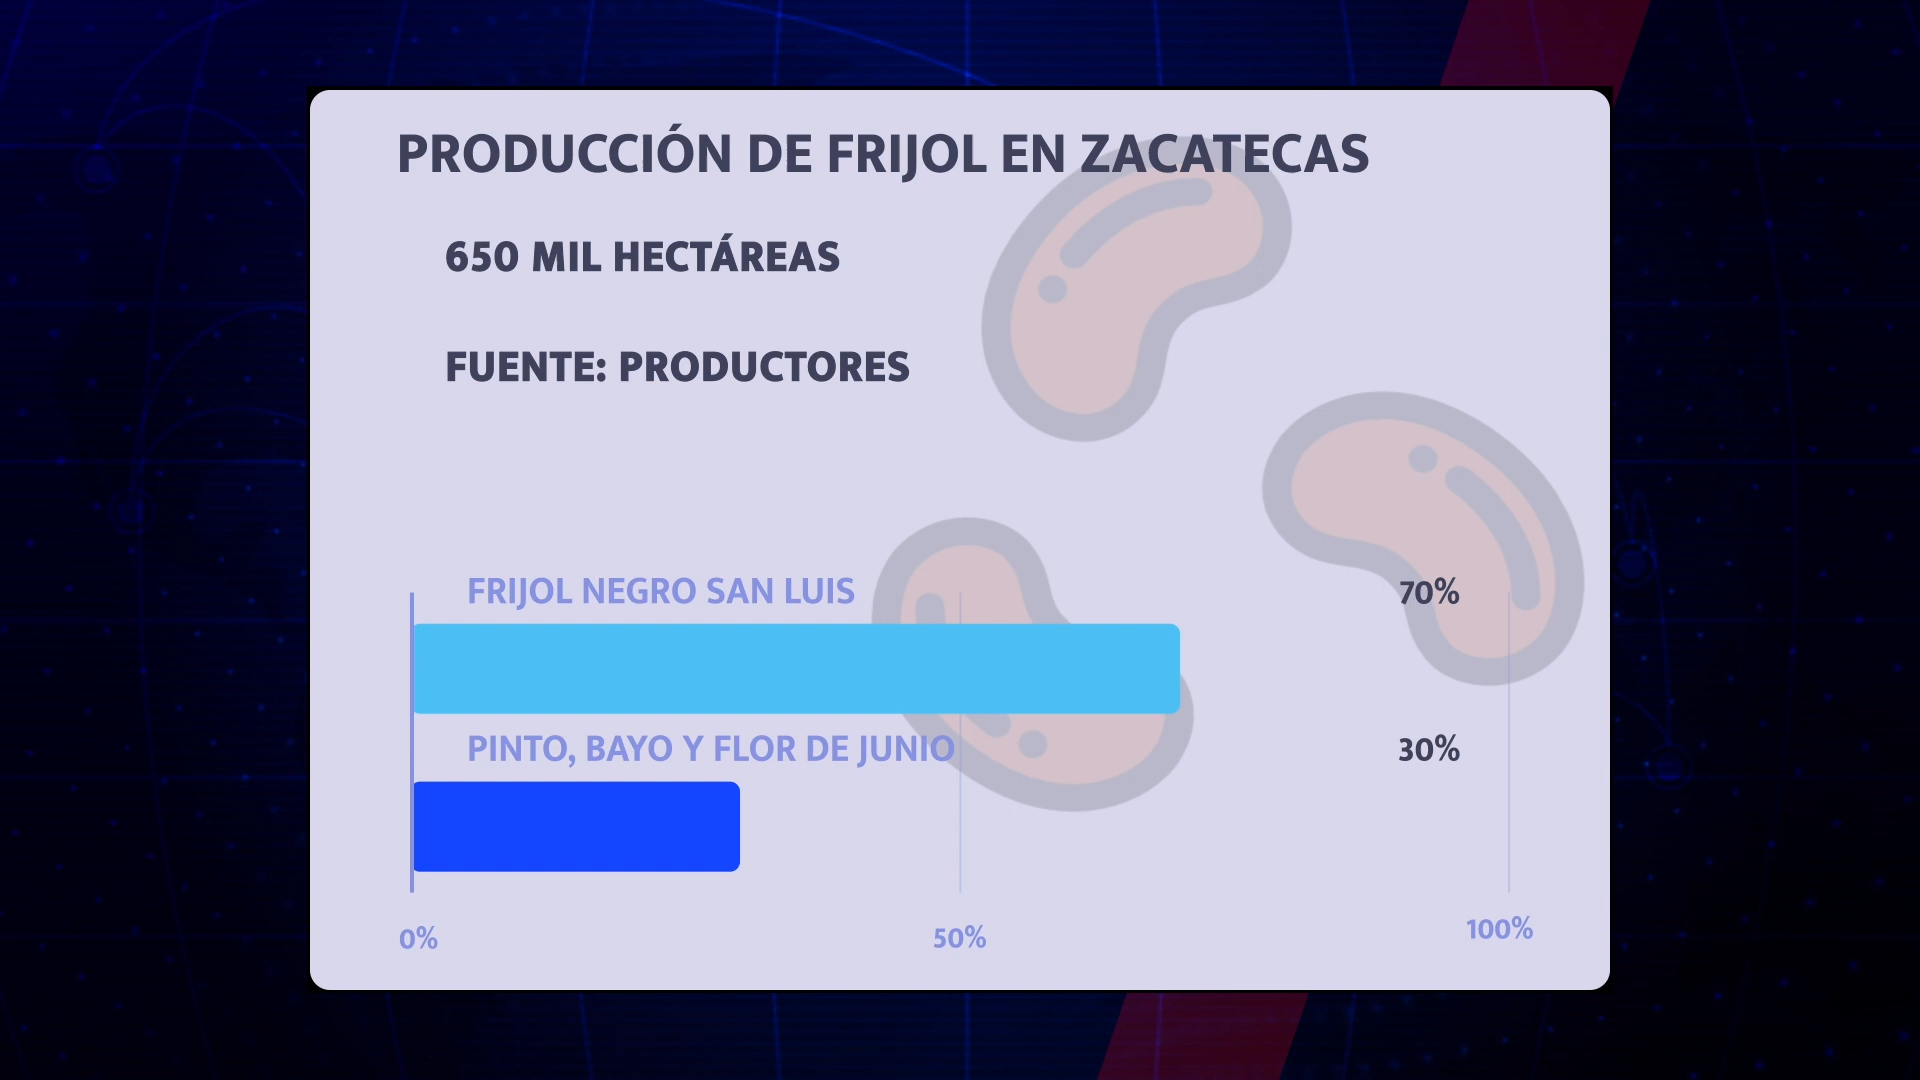 PRODUCCIÓN DE FRIJOL EN ZACATECAS
650 MIL HECTÁREAS
FUENTE: PRODUCTORES
FRIJOL NEGRO SAN LUIS 70%
PINTO, BAYO Y FLOR DE JUNIO 30%
0% 50% 100%